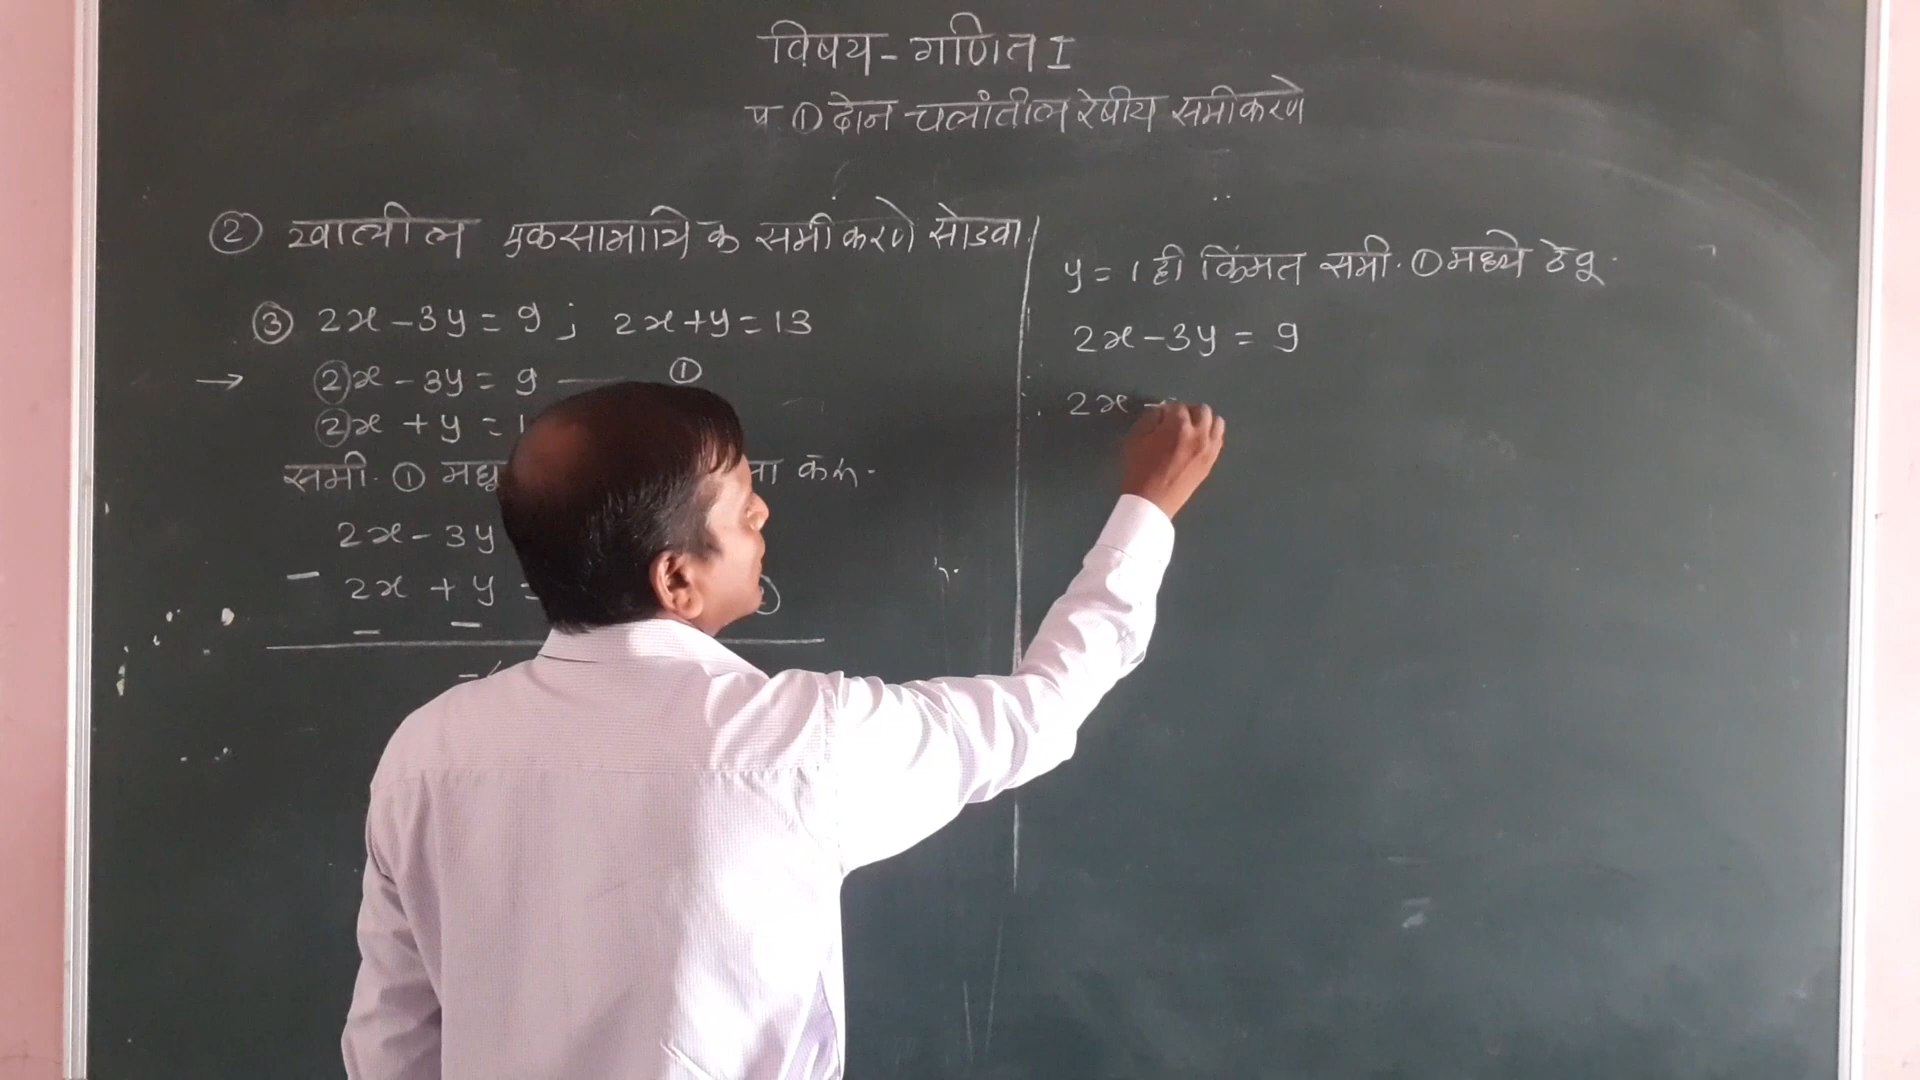 विषय - गणित I
प ① दोन चलांतील रेषीय समीकरणे
② खालील एकसामायिक समीकरणे सोडवा.
③ 2x - 3y = 9 ; 2x + y = 13
→ 2x - 3y = 9 — ①
2x + y = 1
समी. ① मधू
2x - 3y
- 2x + y =
- -
y = 1 ही किंमत समी. ① मध्ये ठेवू.
2x - 3y = 9
2x -